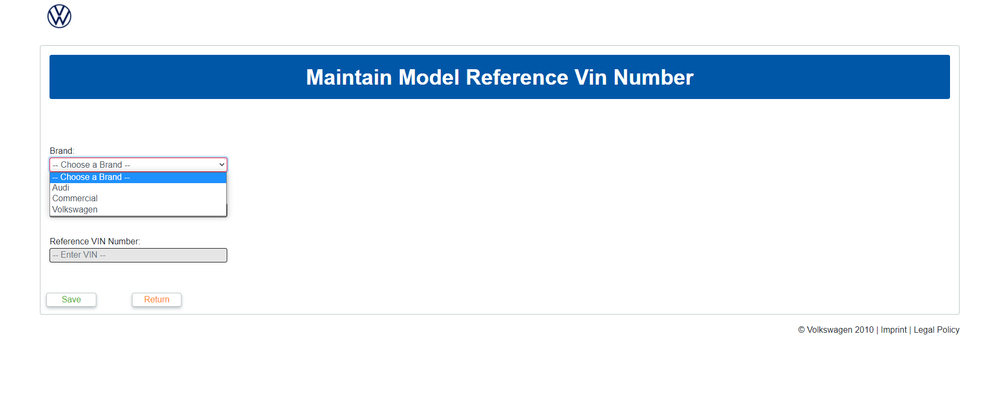 Maintain Model Reference Vin Number
Brand:
-- Choose a Brand --
-- Choose a Brand --
Audi
Commercial
Volkswagen
Reference VIN Number:
-- Enter VIN --
Save
Return
© Volkswagen 2010 | Imprint | Legal Policy